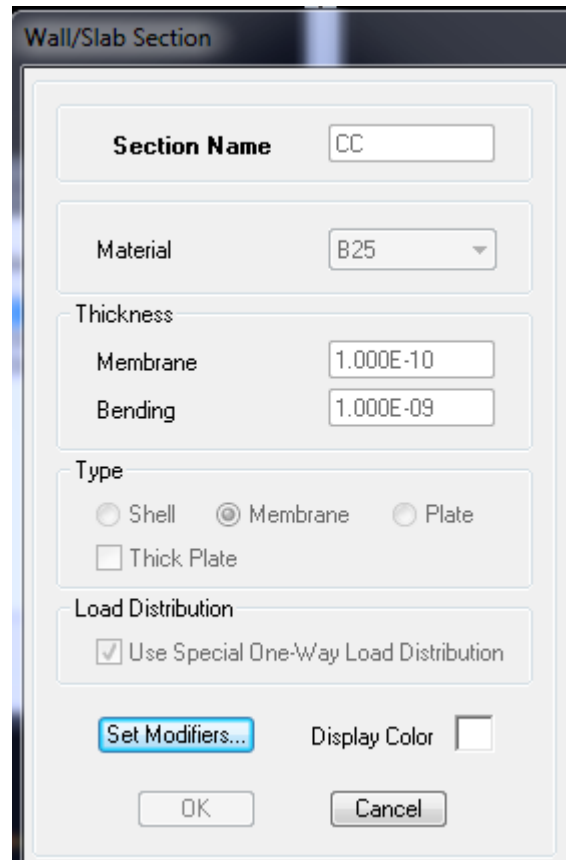 Wall/Slab Section
Section Name CC
Material B25
Thickness
Membrane 1.000E-10
Bending 1.000E-09
Type
Shell Membrane Plate
Thick Plate
Load Distribution
Use Special One-Way Load Distribution
Set Modifiers... Display Color
OK Cancel